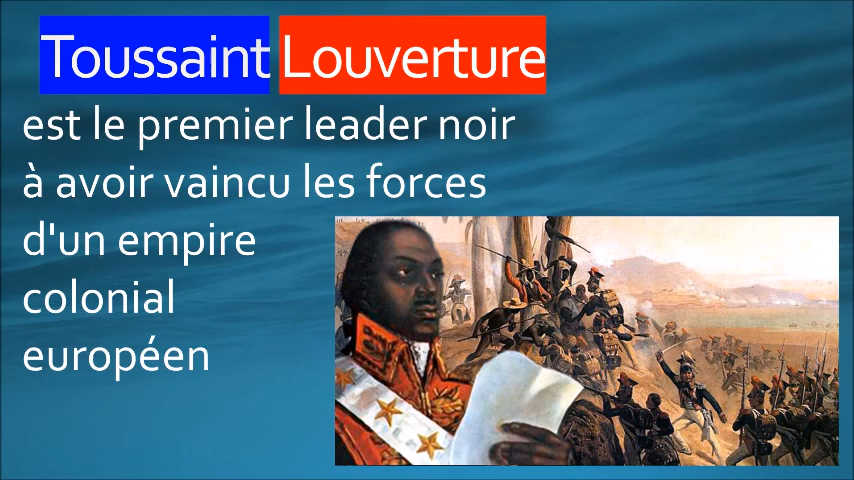 Toussaint Louverture
est le premier leader noir
à avoir vaincu les forces
d'un empire
colonial
européen